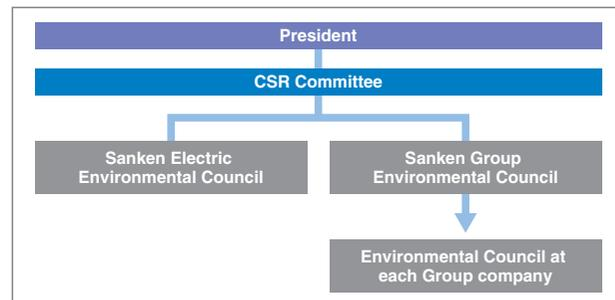 President
CSR Committee
Sanken Electric
Environmental Council
Sanken Group
Environmental Council
Environmental Council at
each Group company